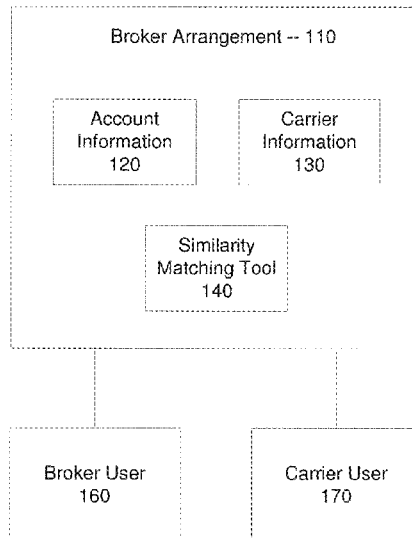 Broker Arrangement -- 110
Account
Information
120
Carrier
Information
130
Similarity
Matching Tool
140
Broker User
160
Carrier User
170